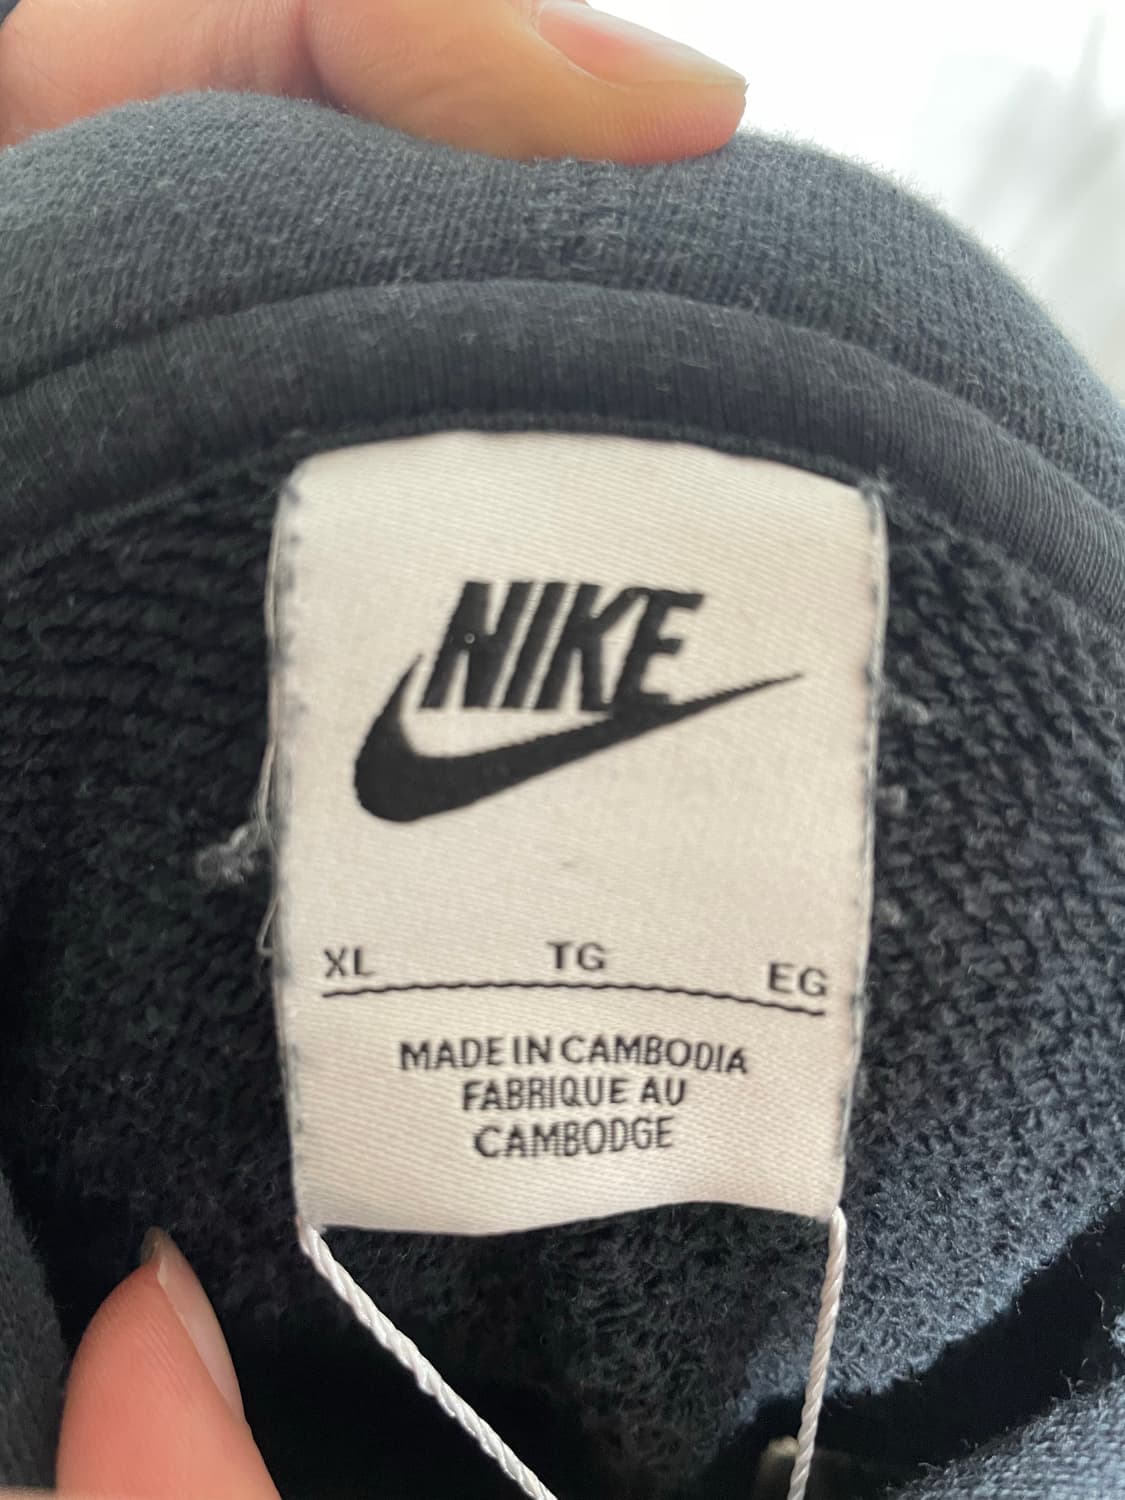 NIKE
XL TG EG
MADE IN CAMBODIA
FABRIQUE AU
CAMBODGE